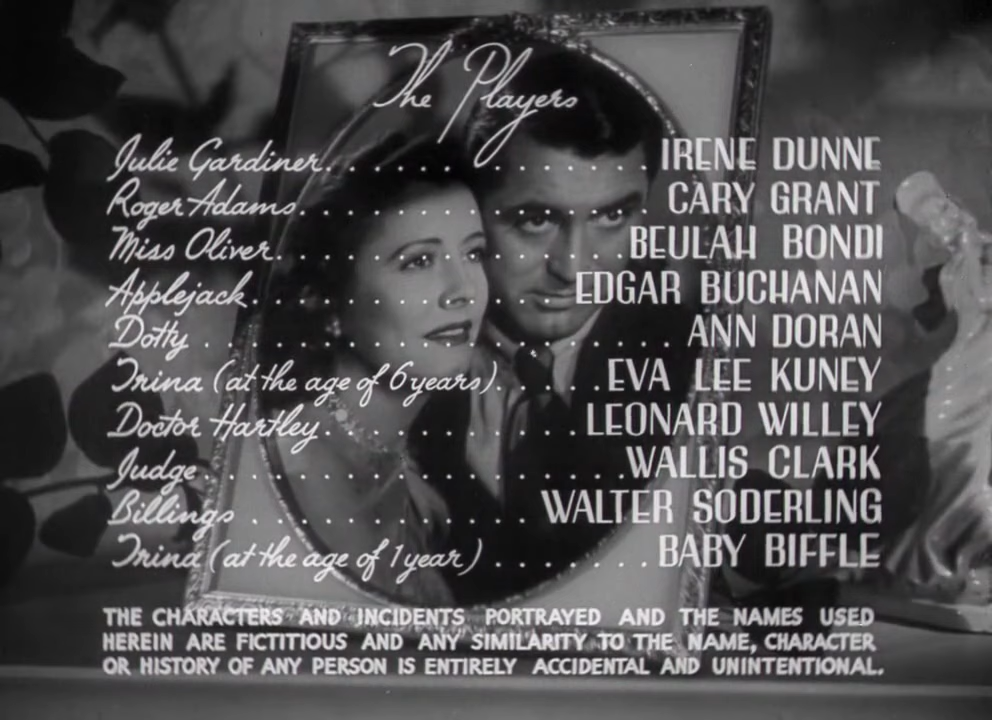 The Players
Julie Gardiner. . . . . . . . . . . . . . . . IRENE DUNNE
Roger Adams. . . . . . . . . . . . . . . . . . CARY GRANT
Miss Oliver. . . . . . . . . . . . . . . . . . BEULAH BONDI
Applejack. . . . . . . . . . . . . . . . EDGAR BUCHANAN
Dotty . . . . . . . . . . . . . . . . . . . . ANN DORAN
Trina (at the age of 6 years). . . . . EVA LEE KUNEY
Doctor Hartley. . . . . . . . . . . LEONARD WILLEY
Judge. . . . . . . . . . . . . . . . . . WALLIS CLARK
Billings . . . . . . . . . . . . WALTER SODERLING
Trina (at the age of 1 year) . . . . . . . BABY BIFFLE
THE CHARACTERS AND INCIDENTS PORTRAYED AND THE NAMES USED
HEREIN ARE FICTITIOUS AND ANY SIMILARITY TO THE NAME, CHARACTER
OR HISTORY OF ANY PERSON IS ENTIRELY ACCIDENTAL AND UNINTENTIONAL.